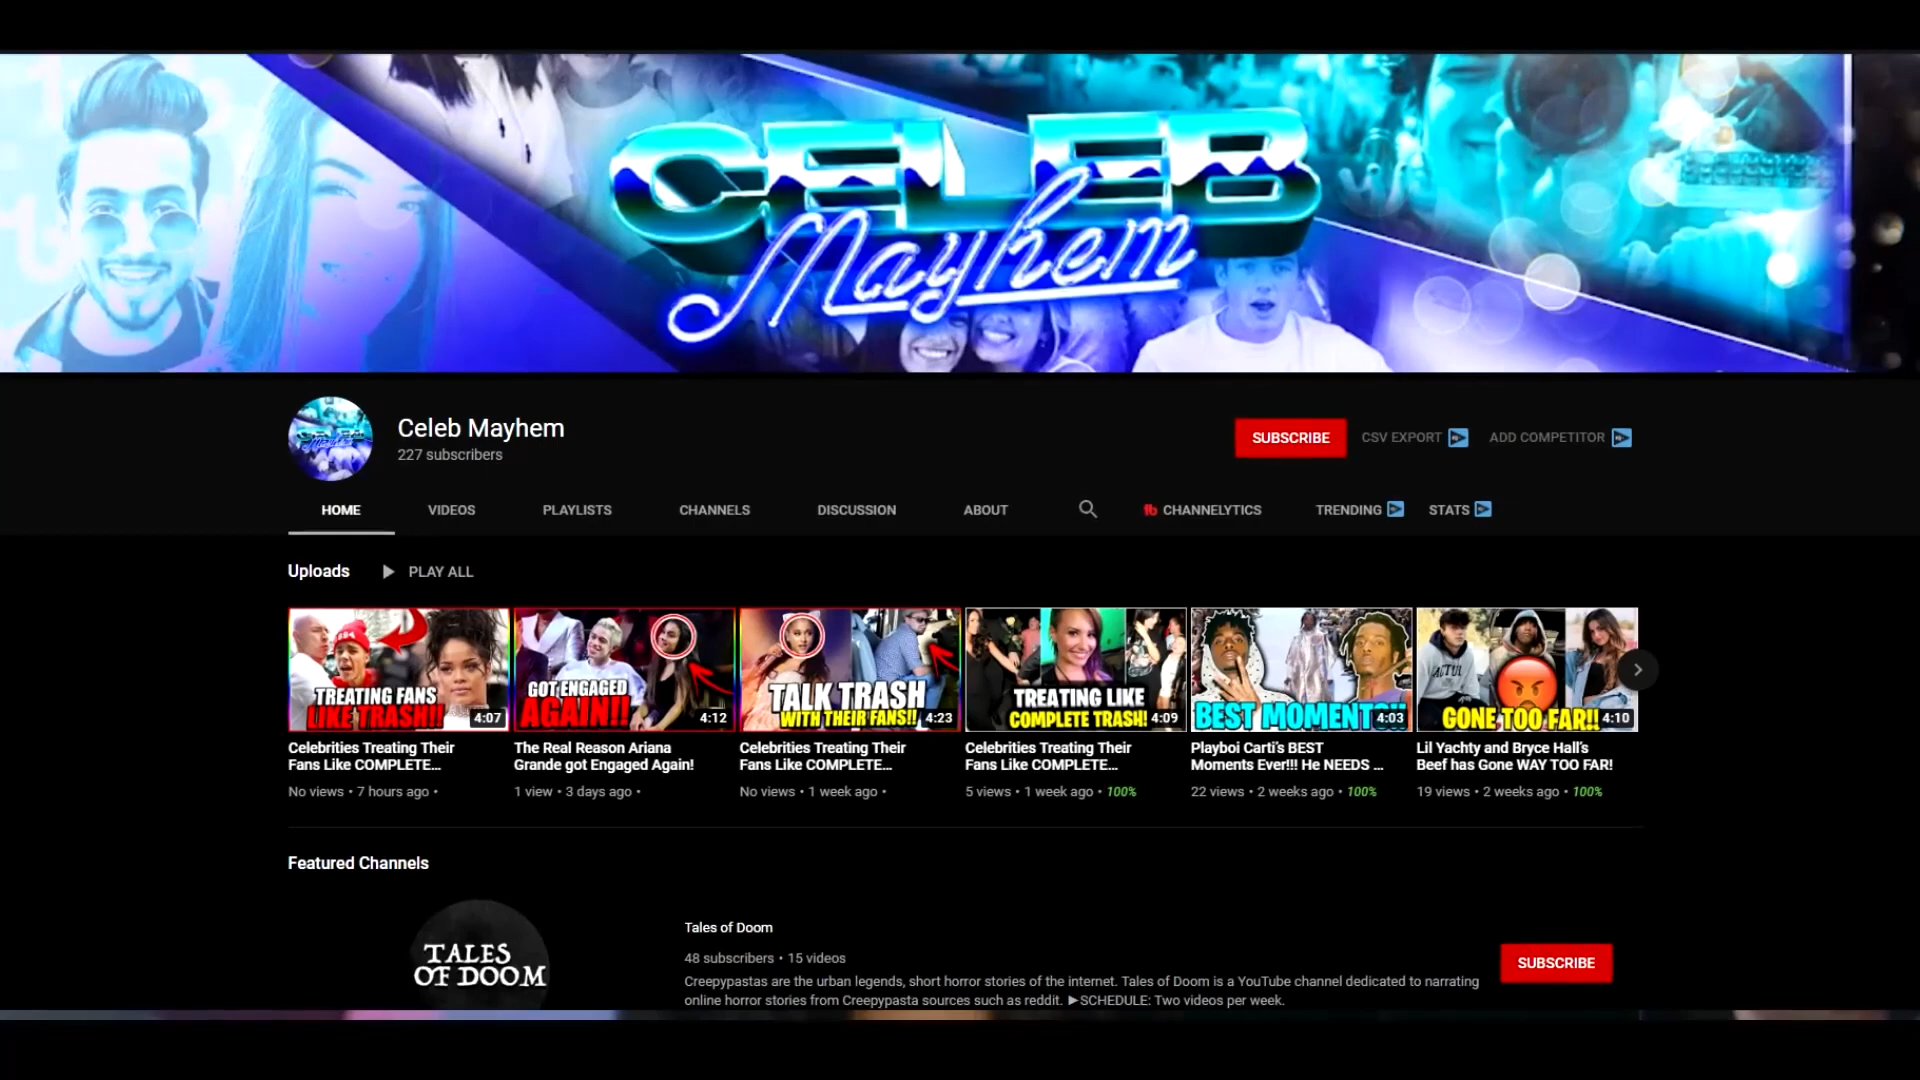 CELEB
Mayhem
Celeb Mayhem
227 subscribers
SUBSCRIBE
CSV EXPORT
ADD COMPETITOR
HOME
VIDEOS
PLAYLISTS
CHANNELS
DISCUSSION
ABOUT
tb CHANNELYTICS
TRENDING
STATS
Uploads
PLAY ALL
TREATING FANS
LIKE TRASH!!
4:07
GOT ENGAGED
AGAIN!!
4:12
TALK TRASH
WITH THEIR FANS!!
4:23
TREATING LIKE
COMPLETE TRASH!
4:09
BEST MOMENTS!!
4:03
GONE TOO FAR!!
4:10
Celebrities Treating Their
Fans Like COMPLETE...
No views • 7 hours ago •
The Real Reason Ariana
Grande got Engaged Again!
1 view • 3 days ago •
Celebrities Treating Their
Fans Like COMPLETE...
No views • 1 week ago •
Celebrities Treating Their
Fans Like COMPLETE...
5 views • 1 week ago • 100%
Playboi Carti's BEST
Moments Ever!!! He NEEDS ...
22 views • 2 weeks ago • 100%
Lil Yachty and Bryce Hall's
Beef has Gone WAY TOO FAR!
19 views • 2 weeks ago • 100%
Featured Channels
TALES
OF DOOM
Tales of Doom
48 subscribers • 15 videos
Creepypastas are the urban legends, short horror stories of the internet. Tales of Doom is a YouTube channel dedicated to narrating
online horror stories from Creepypasta sources such as reddit. ►SCHEDULE: Two videos per week.
SUBSCRIBE